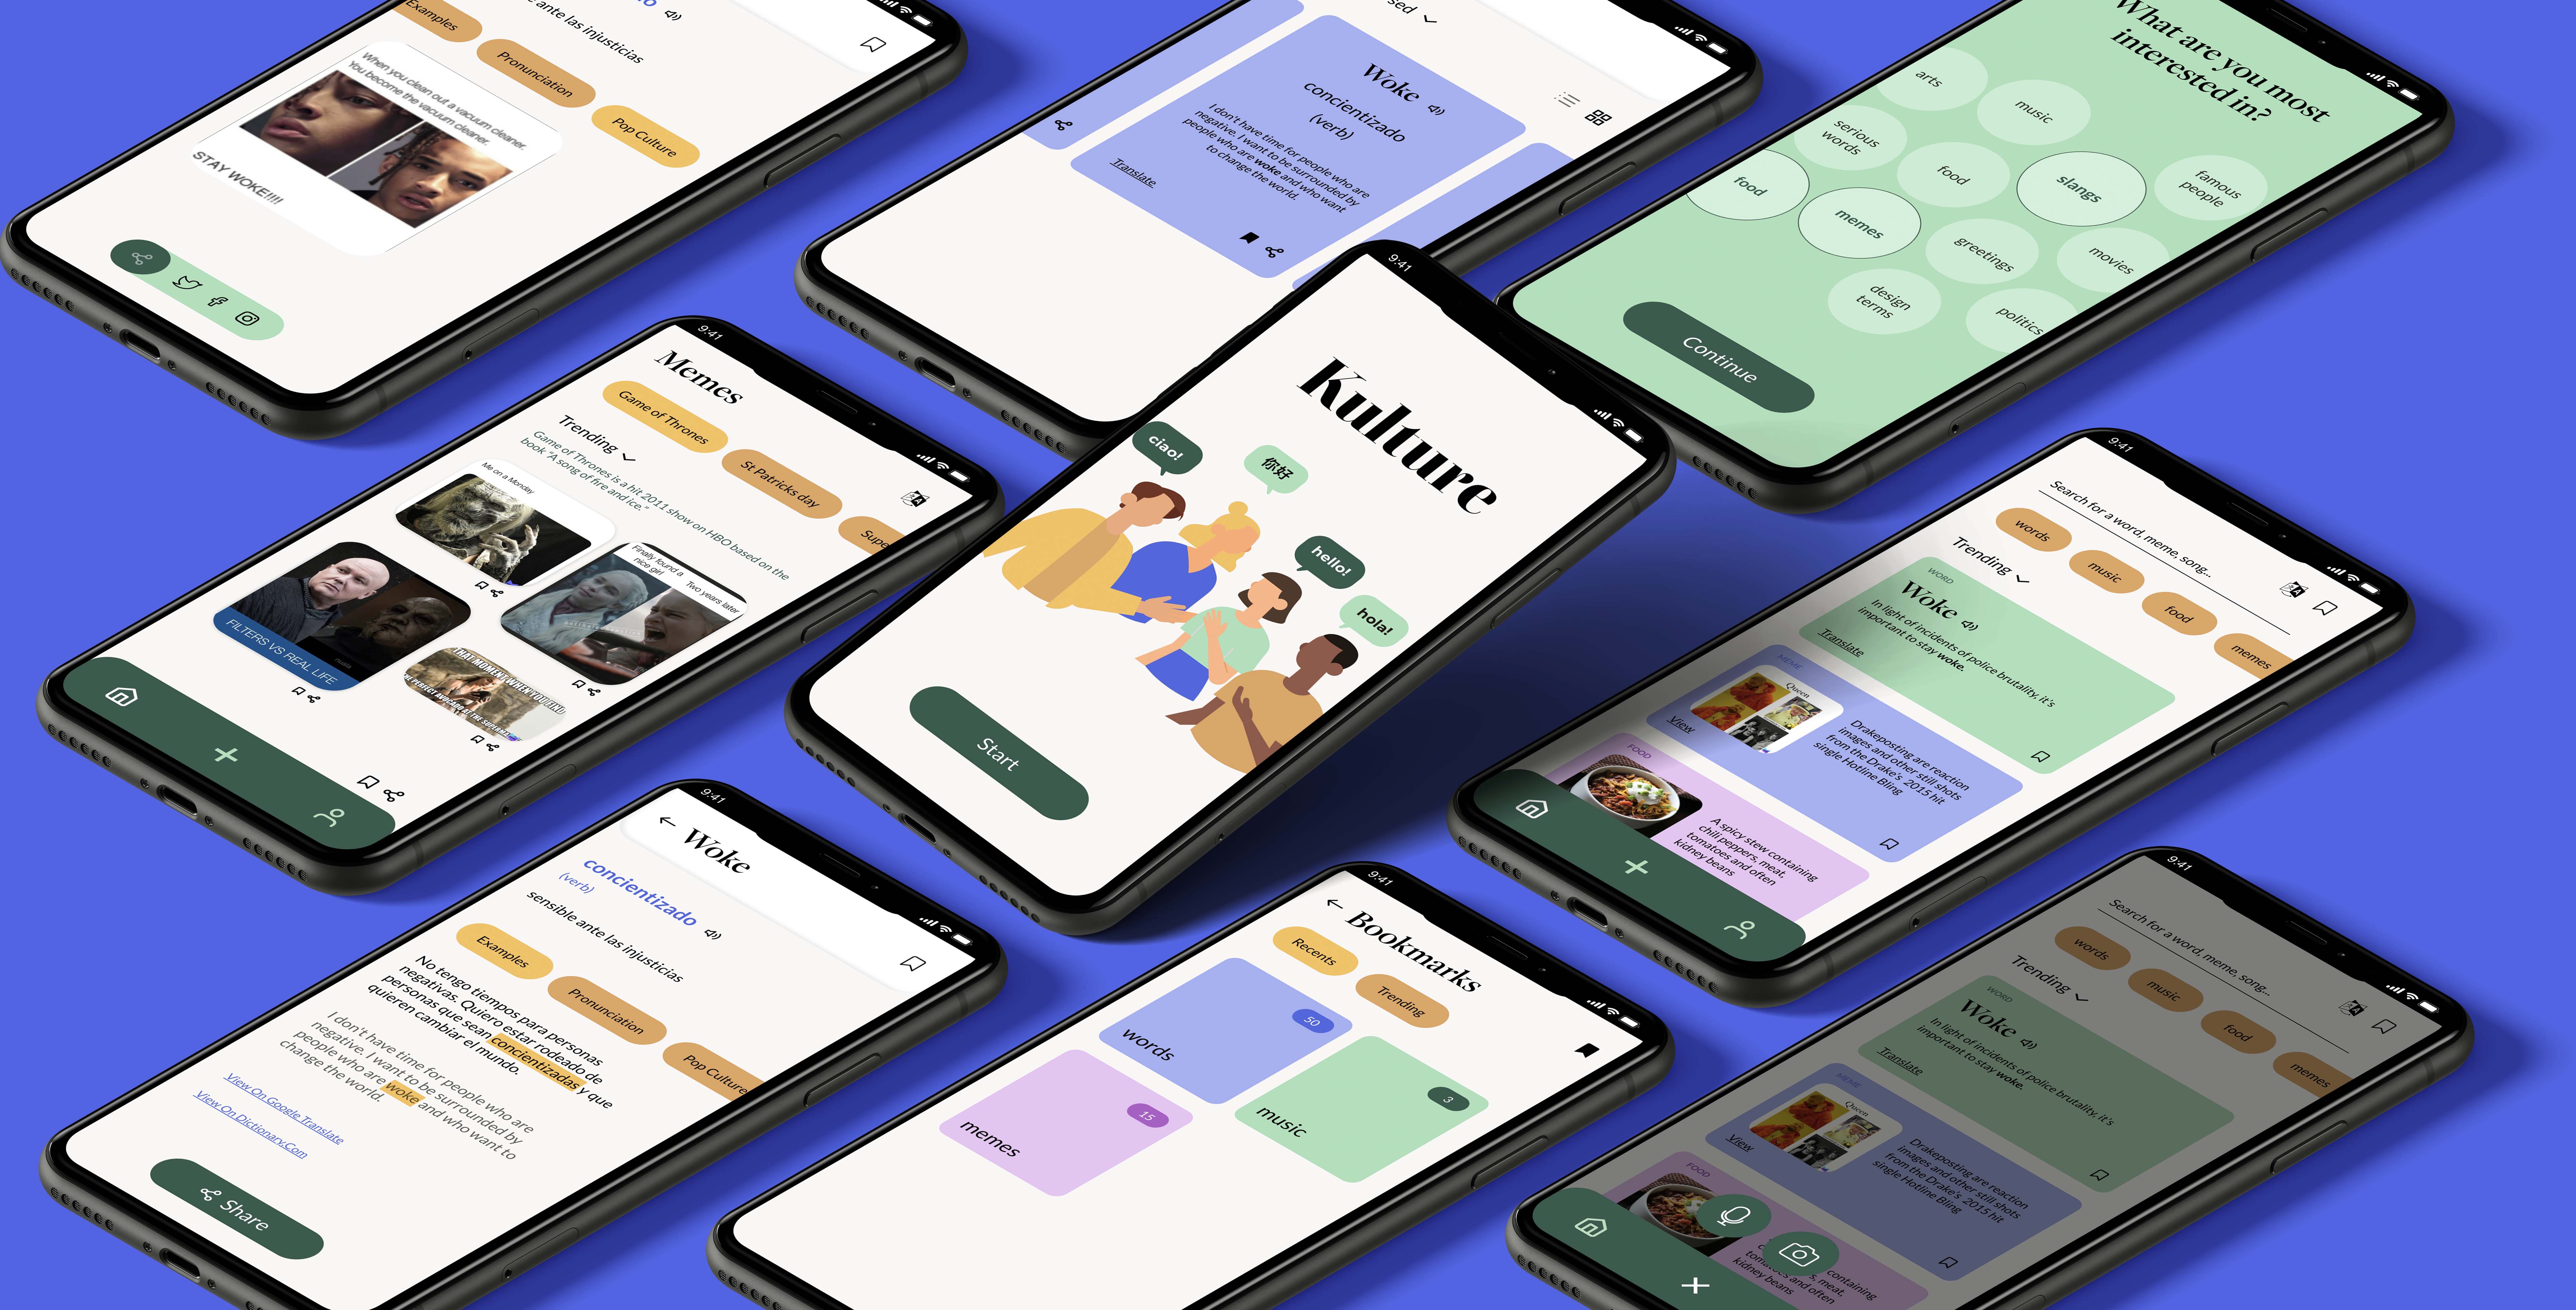 Examples
Pronunciation
Pop Culture
e ante las injusticias
When you clean out a vacuum cleaner.
You become the vacuum cleaner.
STAY WOKE!!!!
sed
Woke
concientizado
(verb)
I don't have time for people who are
negative. I want to be surrounded by
people who are woke and who want
to change the world.
Translate
What are you most
interested in?
arts
music
serious
words
food
food
slangs
famous
people
memes
greetings
movies
design
terms
politics
Continue
9:41
Memes
Game of Thrones
St Patricks day
Supe
Trending
Game of Thrones is a hit 2011 show on HBO based on the
book "A song of fire and ice."
Me on a Monday
Finally found a
nice girl
Two years later
FILTERS VS REAL LIFE
THAT MOMENT WHEN YOU FIND
HE PERFECT AVOCADO AT THE SUPERMA
9:41
Kulture
ciao!
你好
hello!
hola!
Start
9:41
Search for a word, meme, song...
words
music
food
memes
Trending
WORD
Woke
In light of incidents of police brutality, it's
important to stay woke.
Translate
MEME
Queen
Drakeposting are reaction
images and other still shots
from the Drake's 2015 hit
single Hotline Bling
View
FOOD
A spicy stew containing
chili peppers, meat,
tomatoes and often
kidney beans
9:41
Woke
concientizado
(verb)
sensible ante las injusticias
Examples
Pronunciation
Pop Culture
No tengo tiempos para personas
negativas. Quiero estar rodeado de
personas que sean concientizadas y que
quieren cambiar el mundo.
I don't have time for people who are
negative. I want to be surrounded by
people who are woke and who want to
change the world.
View On Google Translate
View On Dictionary.Com
Share
9:41
Bookmarks
Recents
Trending
words
50
memes
15
music
3
9:41
Search for a word, meme, song...
words
music
food
memes
Trending
WORD
Woke
In light of incidents of police brutality, it's
important to stay woke.
Translate
MEME
Queen
Drakeposting are reaction
images and other still shots
from the Drake's 2015 hit
single Hotline Bling
View
FOOD
containing
s, meat,
tomatoes and often
kidney beans